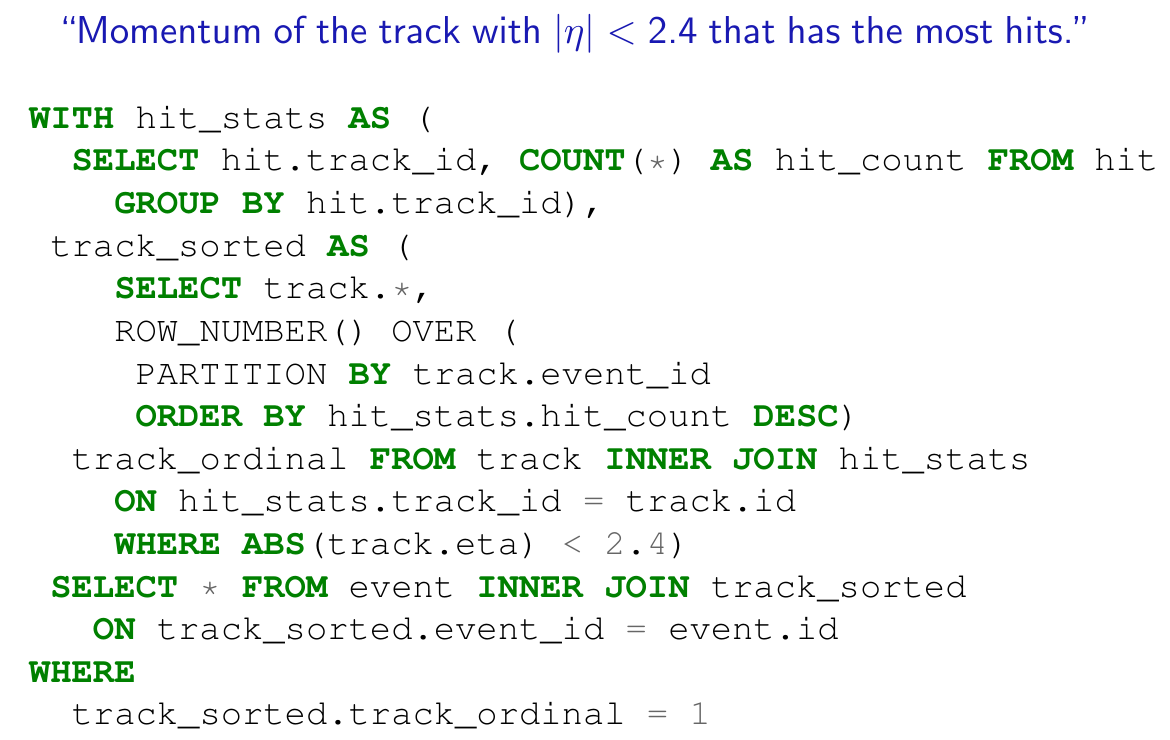 “Momentum of the track with |η| < 2.4 that has the most hits.”
WITH hit_stats AS (
SELECT hit.track_id, COUNT(*) AS hit_count FROM hit
GROUP BY hit.track_id),
track_sorted AS (
SELECT track.*,
ROW_NUMBER() OVER (
PARTITION BY track.event_id
ORDER BY hit_stats.hit_count DESC)
track_ordinal FROM track INNER JOIN hit_stats
ON hit_stats.track_id = track.id
WHERE ABS(track.eta) < 2.4)
SELECT * FROM event INNER JOIN track_sorted
ON track_sorted.event_id = event.id
WHERE
track_sorted.track_ordinal = 1